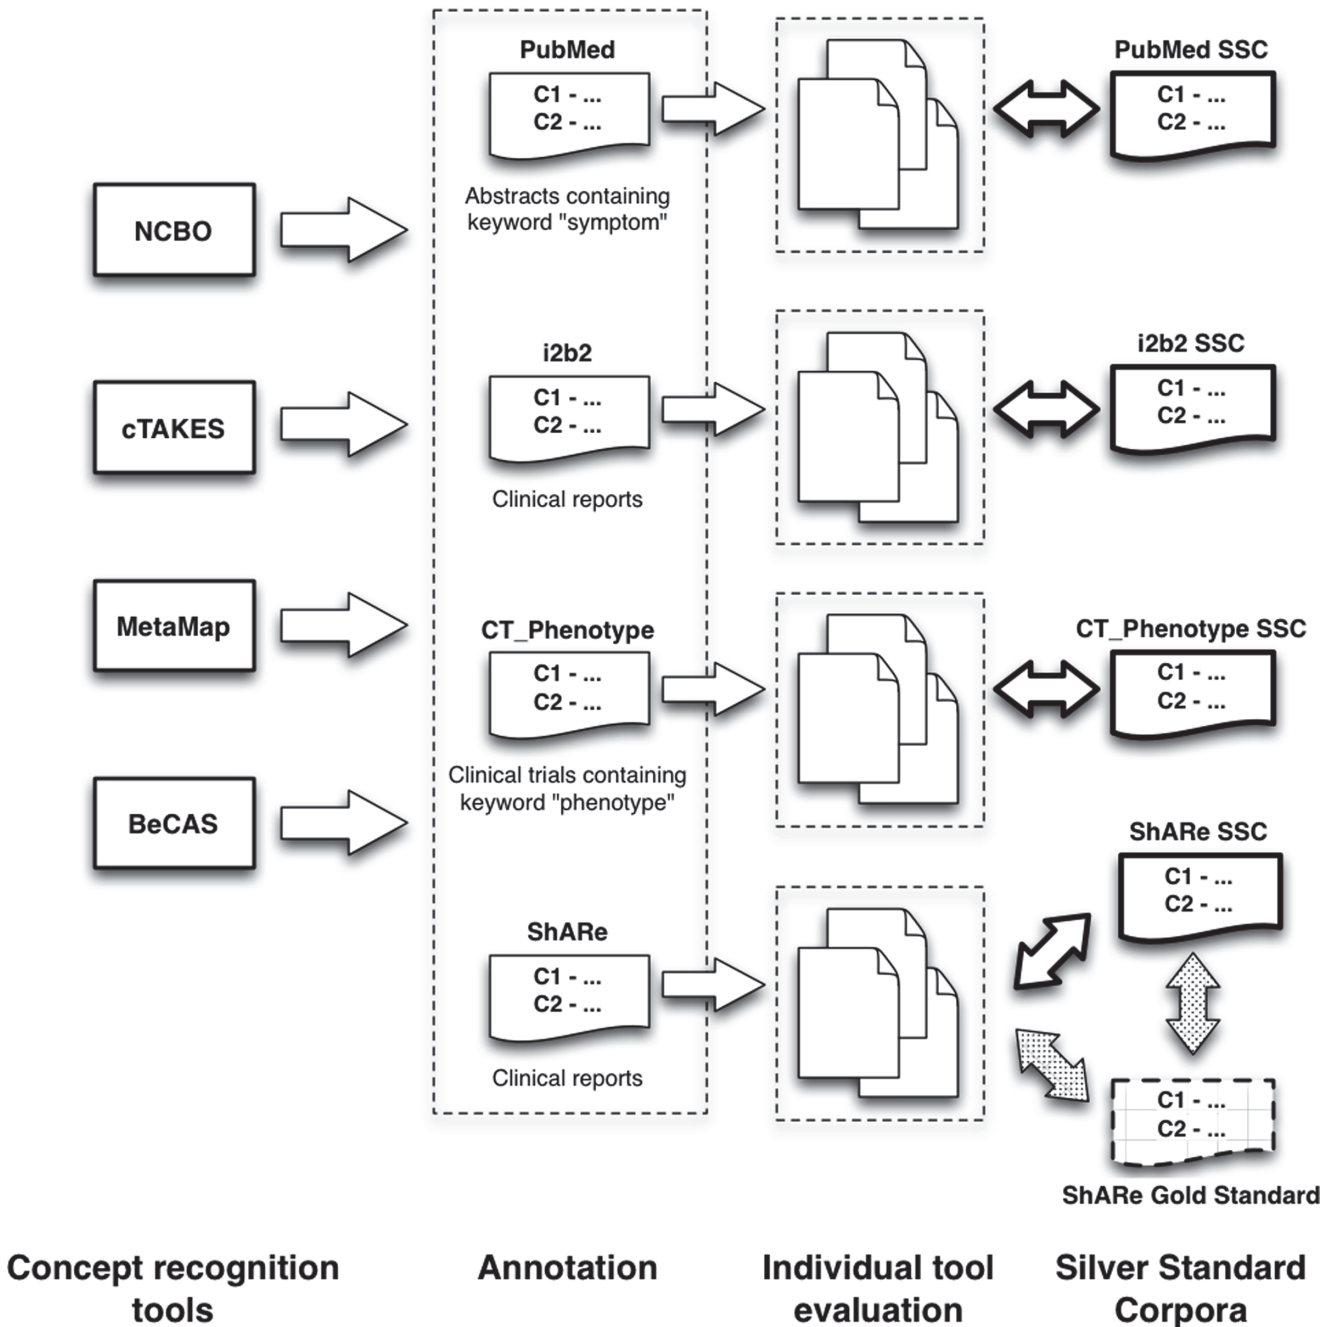 NCBO
cTAKES
MetaMap
BeCAS
PubMed
C1 - ...
C2 - ...
Abstracts containing
keyword "symptom"
i2b2
C1 - ...
C2 - ...
Clinical reports
CT_Phenotype
C1 - ...
C2 - ...
Clinical trials containing
keyword "phenotype"
ShARe
C1 - ...
C2 - ...
Clinical reports
PubMed SSC
C1 - ...
C2 - ...
i2b2 SSC
C1 - ...
C2 - ...
CT_Phenotype SSC
C1 - ...
C2 - ...
ShARe SSC
C1 - ...
C2 - ...
C1 - ...
C2 - ...
ShARe Gold Standard
Concept recognition
tools
Annotation
Individual tool
evaluation
Silver Standard
Corpora